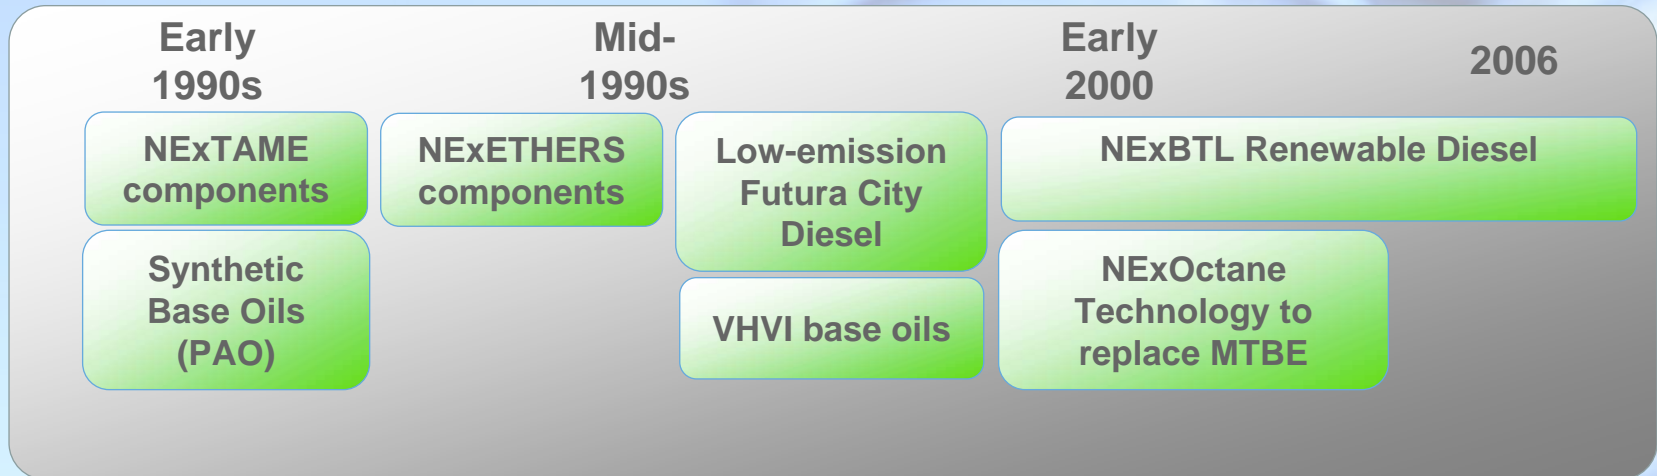 Early
1990s
Mid-
1990s
Early
2000
2006
NExTAME
components
NExETHERS
components
Low-emission
Futura City
Diesel
NExBTL Renewable Diesel
Synthetic
Base Oils
(PAO)
VHVI base oils
NExOctane
Technology to
replace MTBE